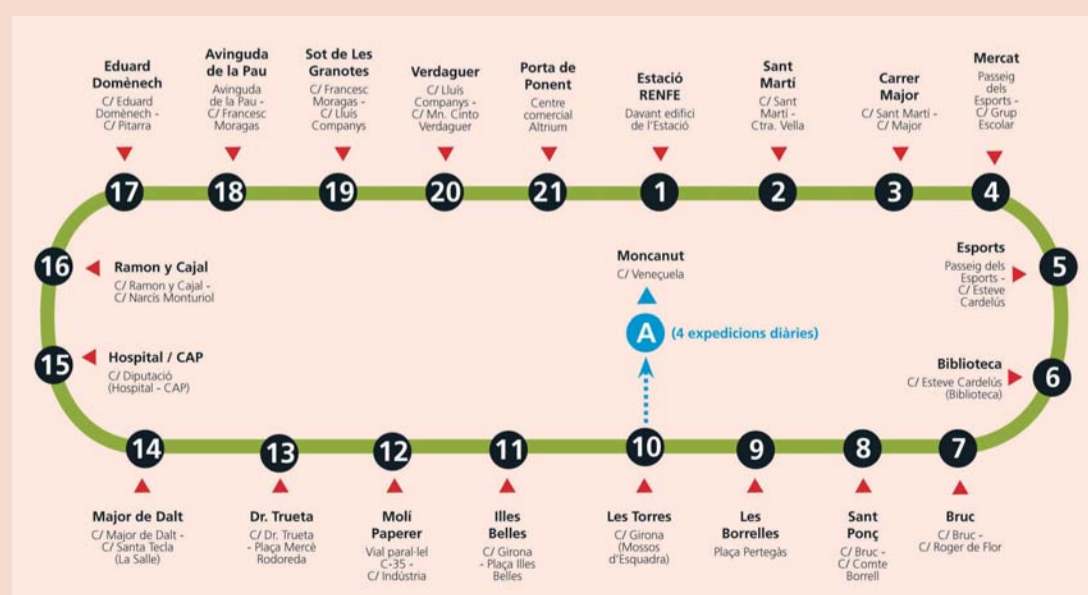 Eduard
Domènech
C/ Eduard
Domènech -
C/ Pitarra
Avinguda
de la Pau
Avinguda
de la Pau -
C/ Francesc
Moragas
Sot de Les
Granotes
C/ Francesc
Moragas -
C/ Lluís
Companys
Verdaguer
C/ Lluís
Companys -
C/ Mn. Cinto
Verdaguer
Porta de
Ponent
Centre
comercial
Altrium
Estació
RENFE
Davant edifici
de l'Estació
Sant
Martí
C/ Sant
Martí -
Ctra. Vella
Carrer
Major
C/ Sant Martí -
C/ Major
Mercat
Passeig
dels
Esports -
C/ Grup
Escolar
17
18
19
20
21
1
2
3
4
16
Ramon y Cajal
C/ Ramon y Cajal -
C/ Narcís Monturiol
Moncanut
C/ Veneçuela
A
(4 expedicions diàries)
Esports
Passeig dels
Esports -
C/ Esteve
Cardelús
5
15
Hospital / CAP
C/ Diputació
(Hospital - CAP)
Biblioteca
C/ Esteve Cardelús
(Biblioteca)
6
14
13
12
11
10
9
8
7
Major de Dalt
C/ Major de Dalt -
C/ Santa Tecla
(La Salle)
Dr. Trueta
C/ Dr. Trueta
- Plaça Mercè
Rodoreda
Molí
Paperer
Vial paral·lel
C-35 -
C/ Indústria
Illes
Belles
C/ Girona
- Plaça Illes
Belles
Les Torres
C/ Girona
(Mossos
d'Esquadra)
Les
Borrelles
Plaça Pertegàs
Sant
Ponç
C/ Bruc -
C/ Comte
Borrell
Bruc
C/ Bruc -
C/ Roger de Flor